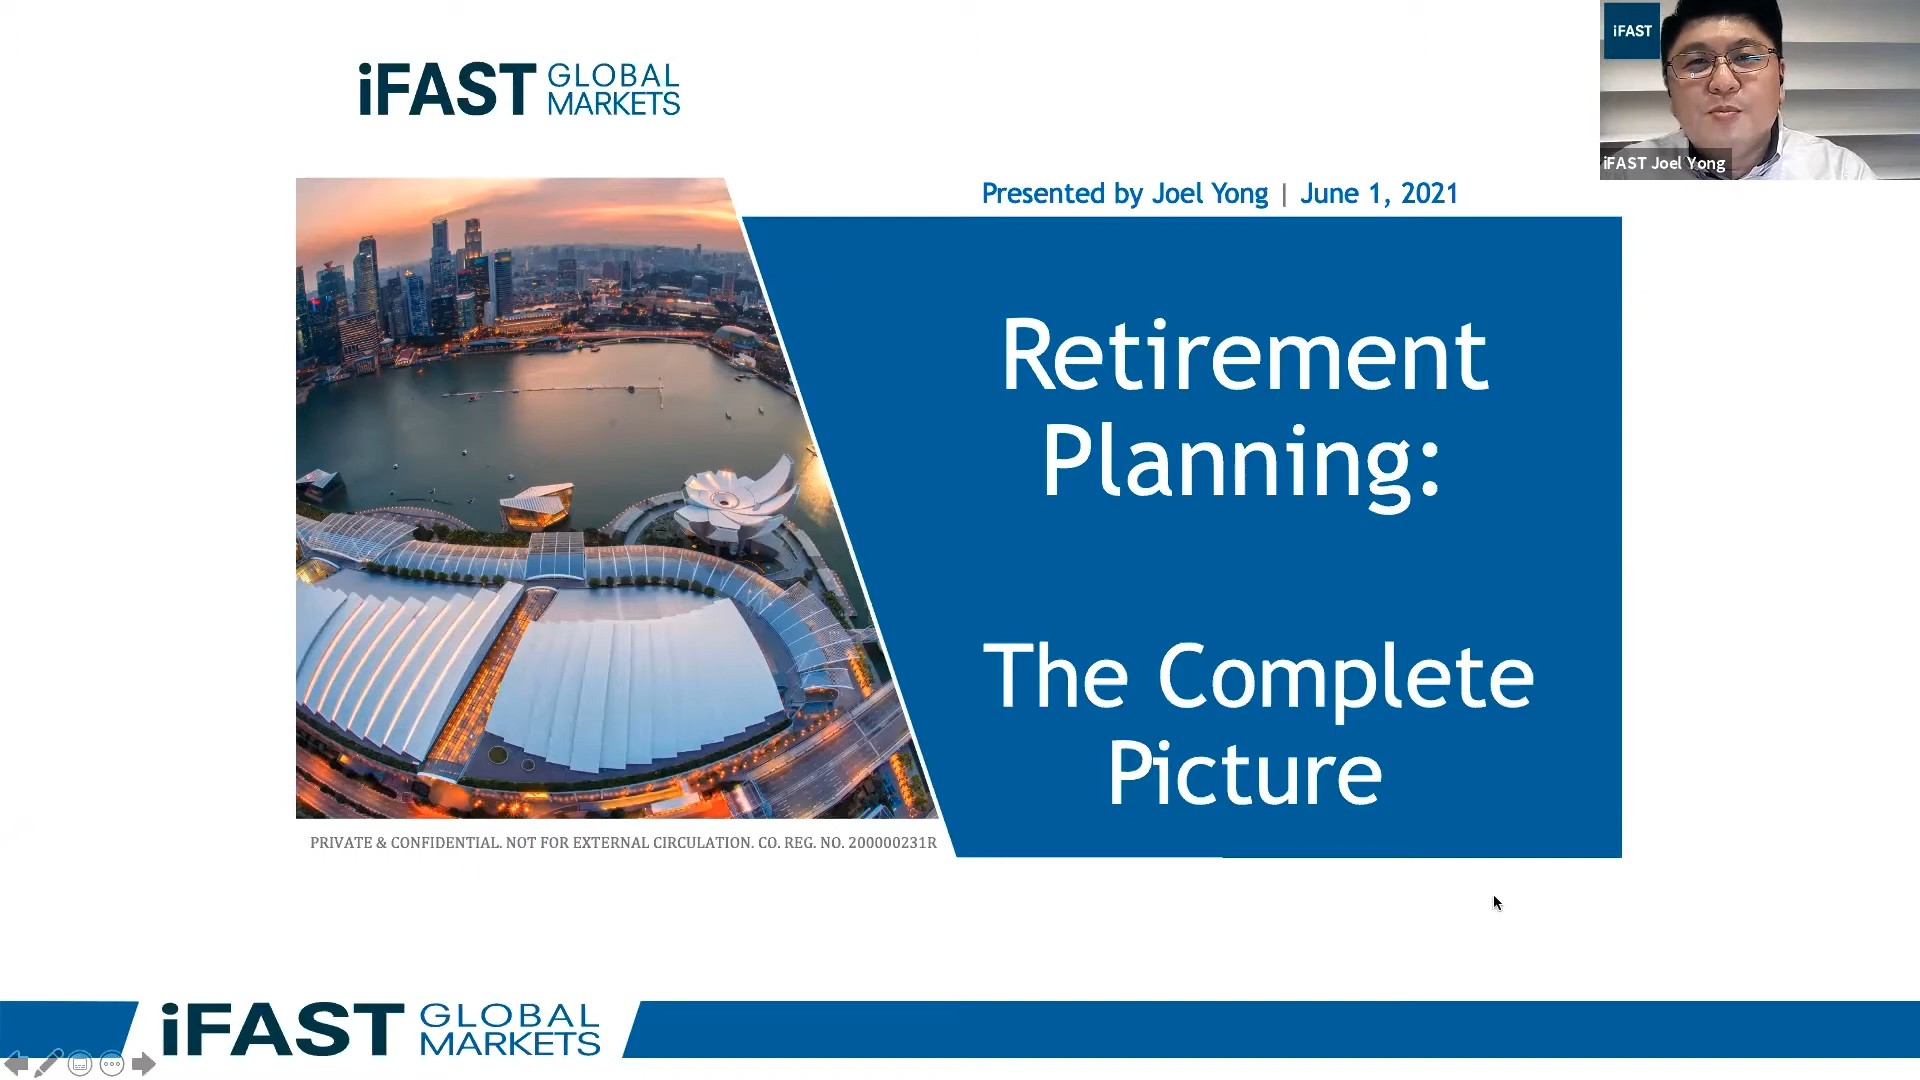 iFAST GLOBAL MARKETS
iFAST
iFAST Joel Yong
Presented by Joel Yong | June 1, 2021
Retirement
Planning:
The Complete
Picture
PRIVATE & CONFIDENTIAL. NOT FOR EXTERNAL CIRCULATION. CO. REG. NO. 200000231R
iFAST GLOBAL MARKETS